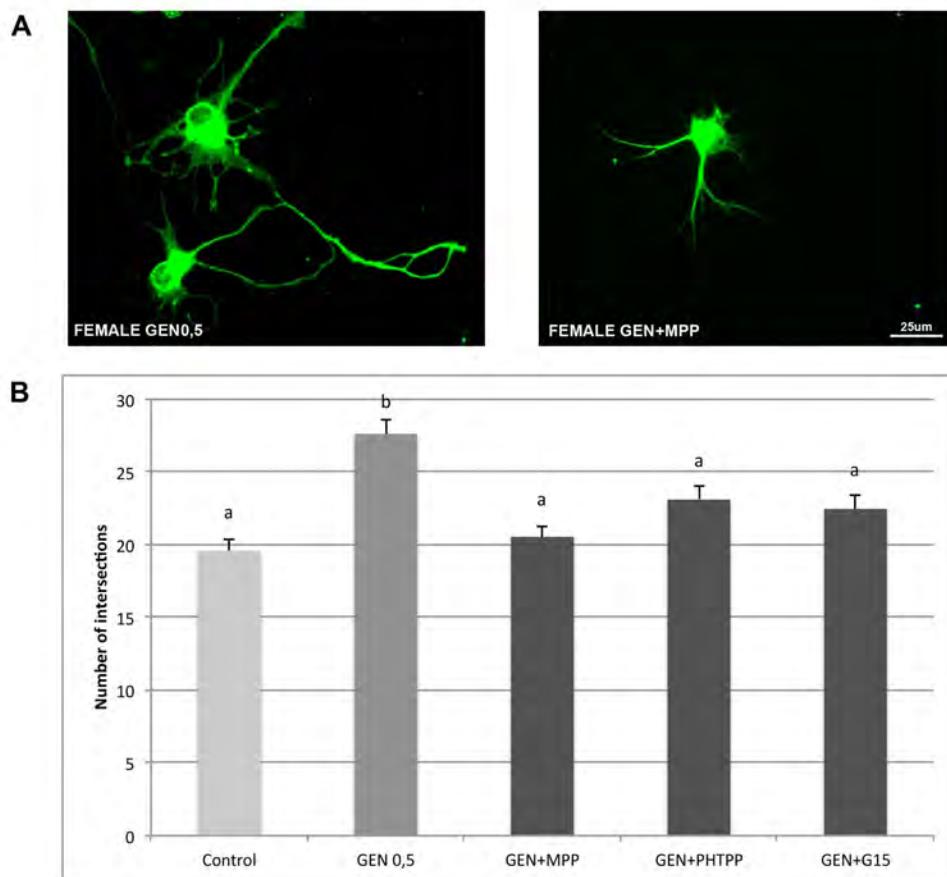 A
FEMALE GEN0,5
FEMALE GEN+MPP
25um
B
Number of intersections
30
25
20
15
10
5
0
a
b
a
a
a
Control
GEN 0,5
GEN+MPP
GEN+PHTPP
GEN+G15